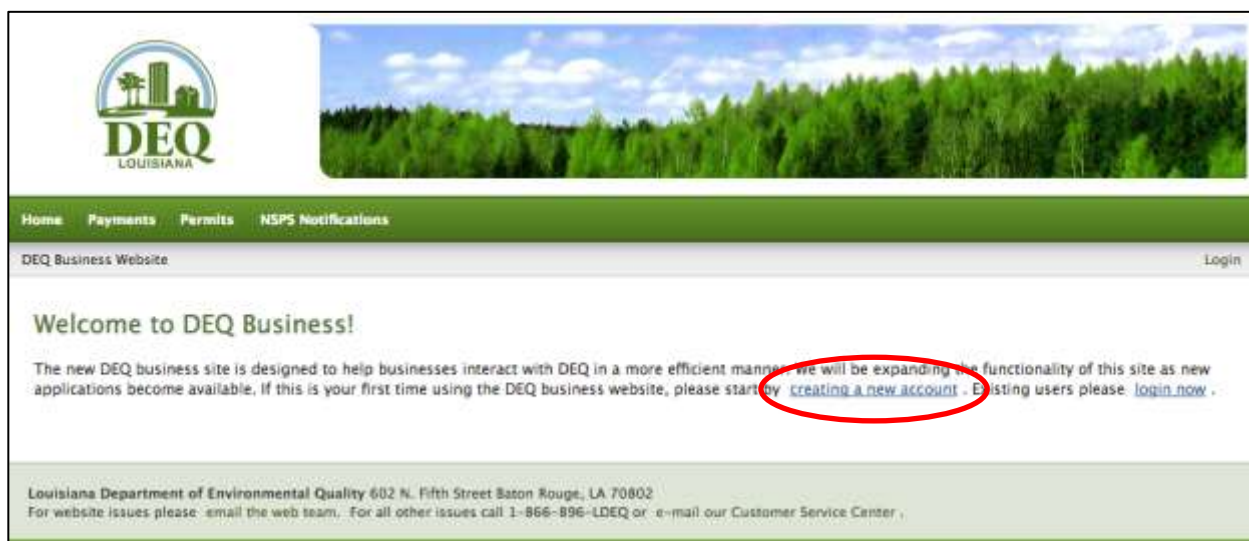 DEQ
LOUISIANA
Home Payments Permits NSPS Notifications
DEQ Business Website Login
Welcome to DEQ Business!
The new DEQ business site is designed to help businesses interact with DEQ in a more efficient manner. We will be expanding the functionality of this site as new
applications become available. If this is your first time using the DEQ business website, please start by creating a new account . Existing users please login now .
Louisiana Department of Environmental Quality 602 N. Fifth Street Baton Rouge, LA 70802
For website issues please email the web team. For all other issues call 1-866-896-LDEQ or e-mail our Customer Service Center .